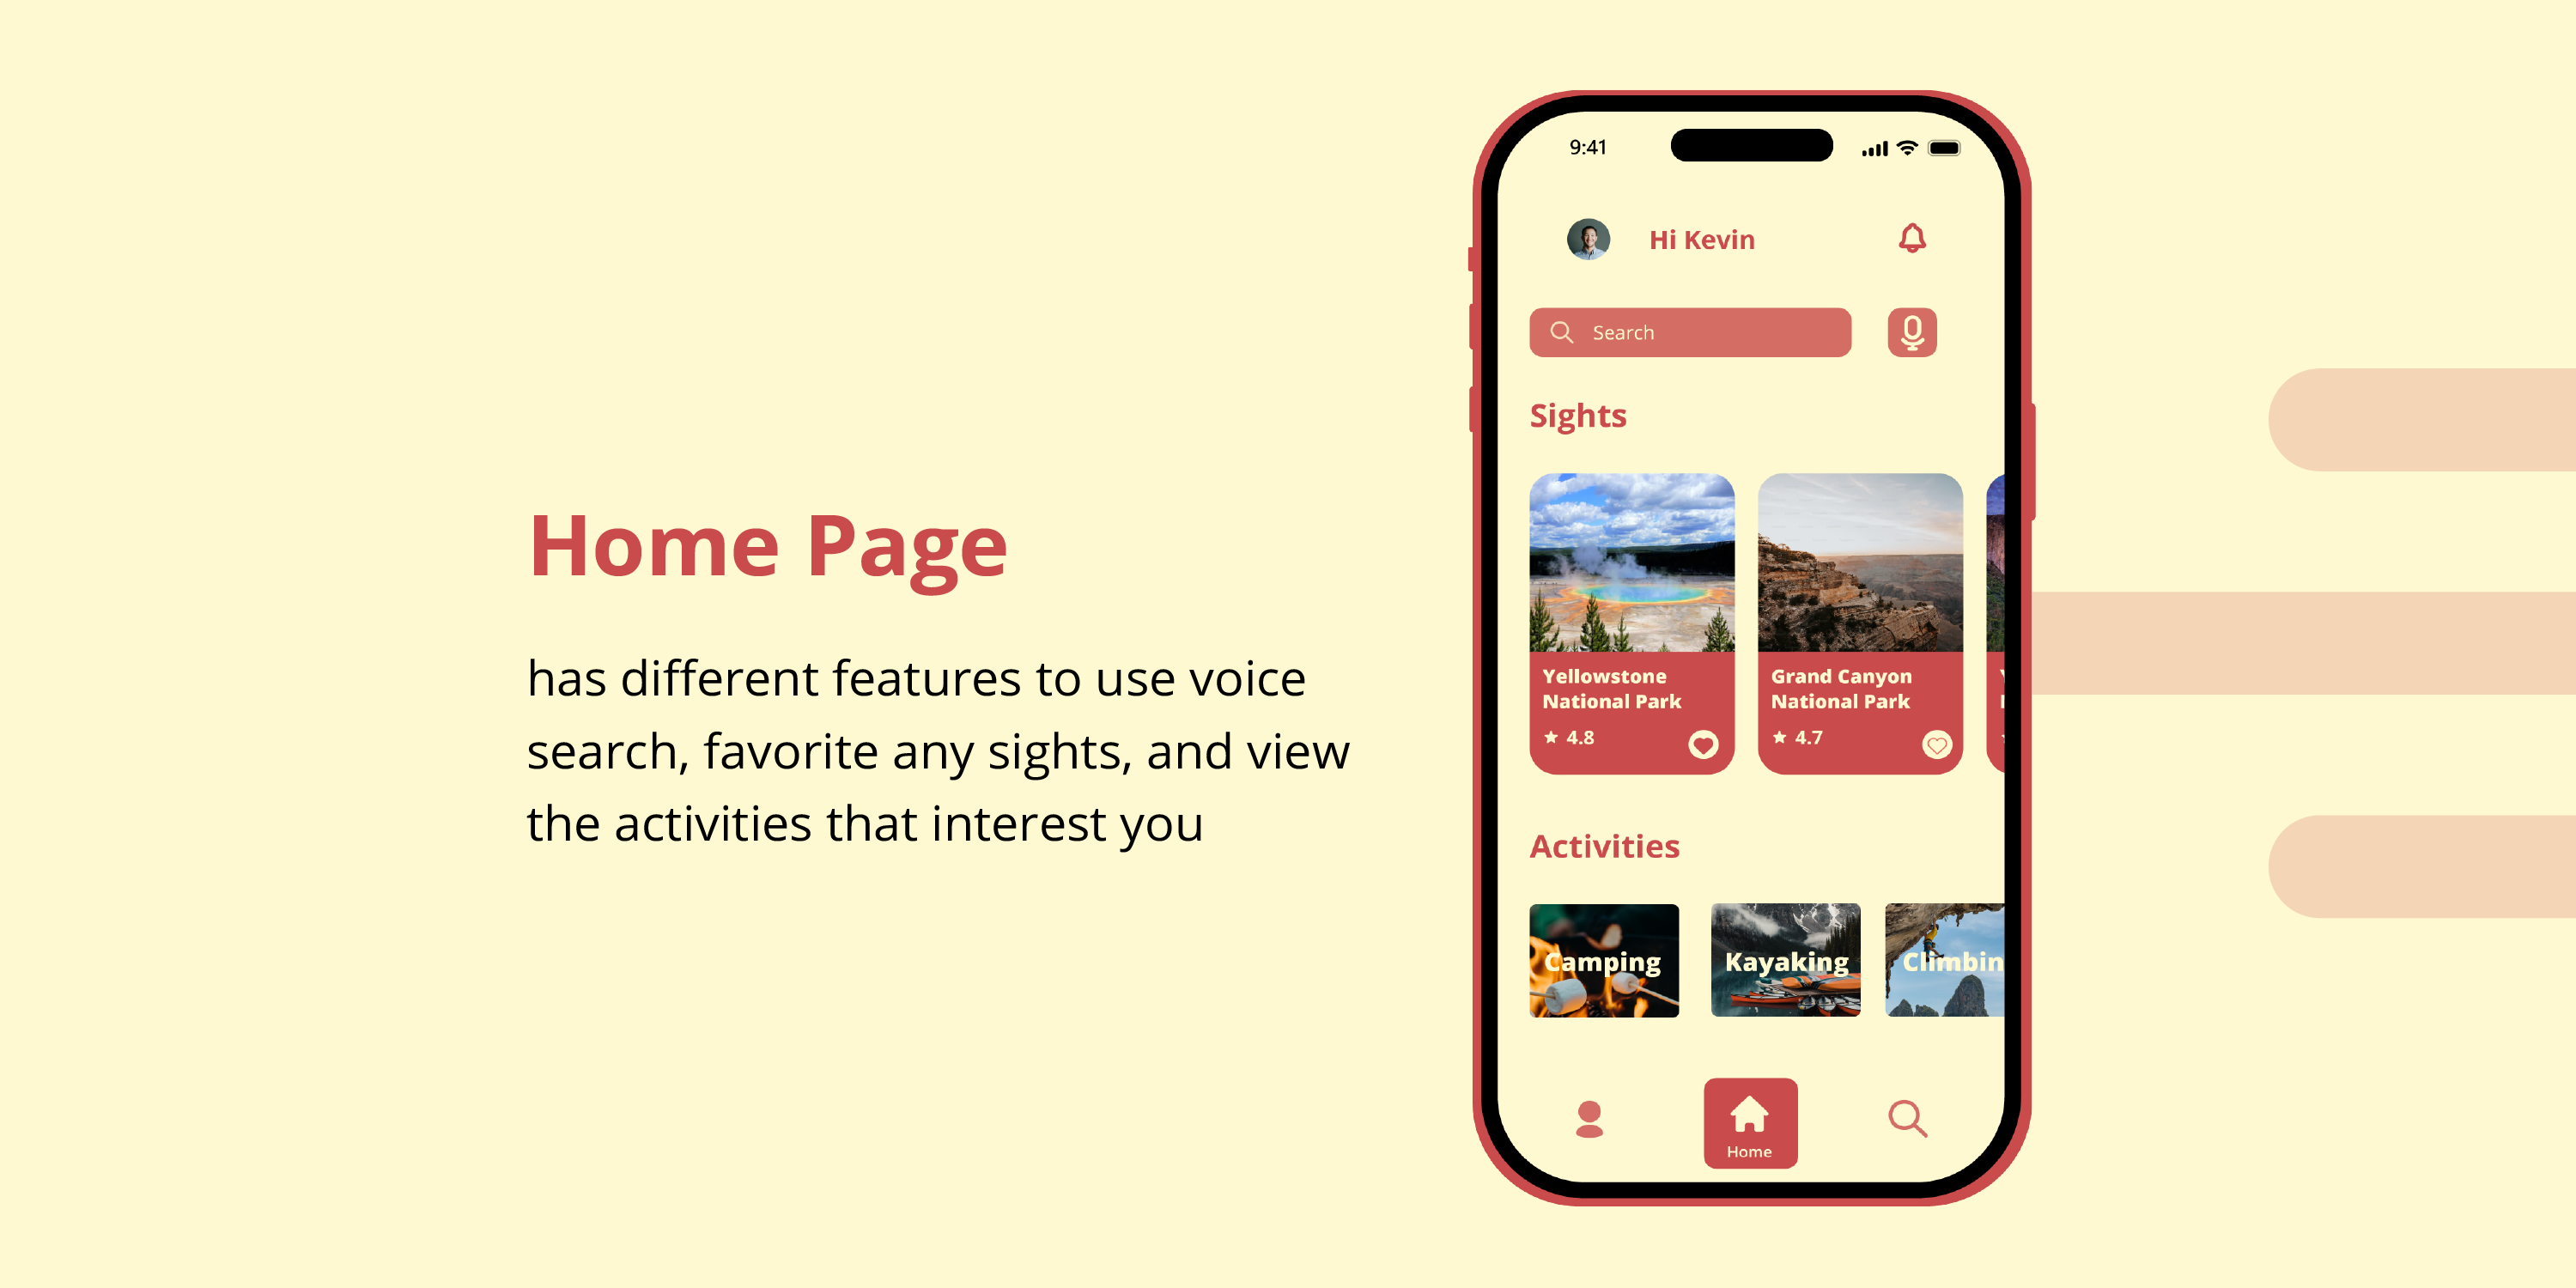 Home Page
has different features to use voice
search, favorite any sights, and view
the activities that interest you
9:41
Hi Kevin
Search
Sights
Yellowstone
National Park
4.8
Grand Canyon
National Park
4.7
Activities
Camping
Kayaking
Climbin
Home